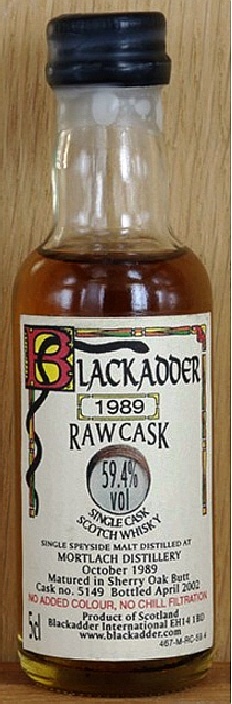 BLACKADDER
1989
RAW CASK
59.4%
vol
SINGLE CASK
SCOTCH WHISKY
SINGLE SPEYSIDE MALT DISTILLED AT
MORTLACH DISTILLERY
October 1989
Matured in Sherry Oak Butt
Cask no. 5149 Bottled April 2002
NO ADDED COLOUR, NO CHILL FILTRATION
Product of Scotland
5cl
Blackadder International EH14 1BD
www.blackadder.com